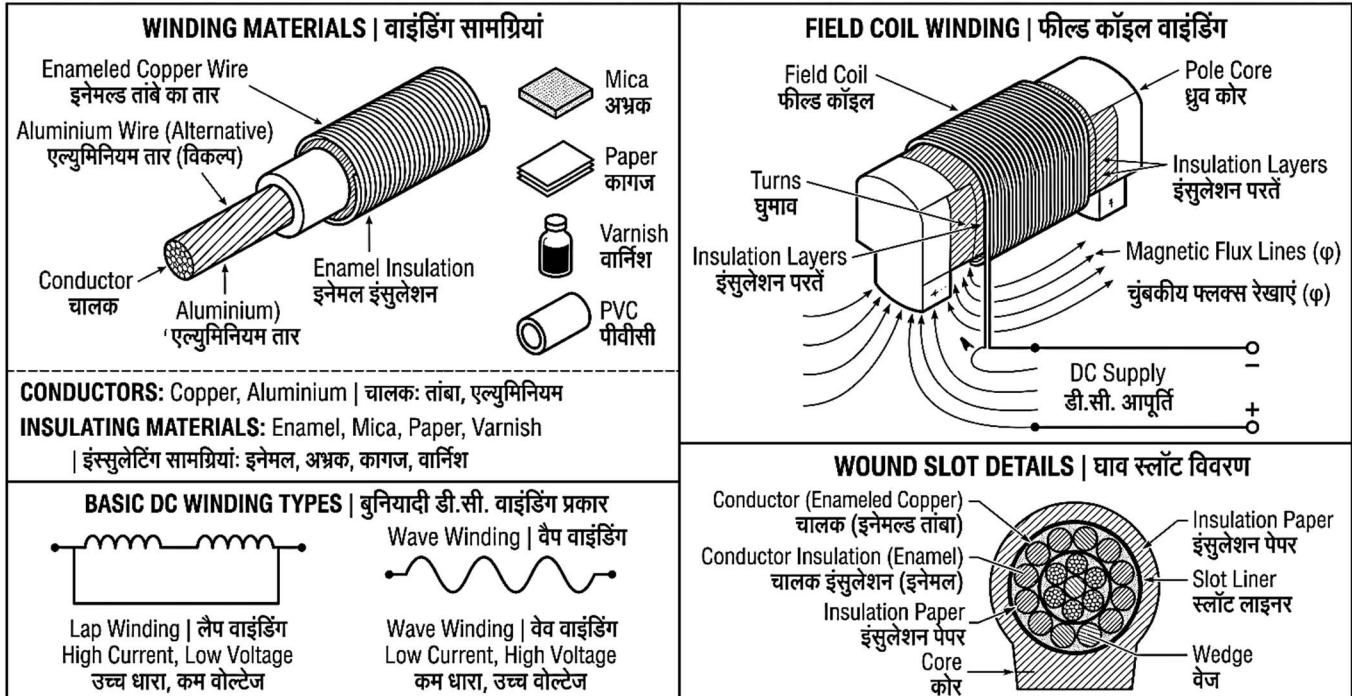 WINDING MATERIALS | वाइंडिंग सामग्रियां
Enameled Copper Wire
इनेमल्ड तांबे का तार
Aluminium Wire (Alternative)
एल्युमिनियम तार (विकल्प)
Conductor
चालक
Aluminium)
'एल्युमिनियम तार
Enamel Insulation
इनेमल इंसुलेशन
Mica
अभ्रक
Paper
कागज
Varnish
वार्निश
PVC
पीवीसी
CONDUCTORS: Copper, Aluminium | चालक: तांबा, एल्युमिनियम
INSULATING MATERIALS: Enamel, Mica, Paper, Varnish
| इंस्सुलेटिंग सामग्रियां: इनेमल, अभ्रक, कागज, वार्निश
BASIC DC WINDING TYPES | बुनियादी डी.सी. वाइंडिंग प्रकार
Lap Winding | लैप वाइंडिंग
High Current, Low Voltage
उच्च धारा, कम वोल्टेज
Wave Winding | वैप वाइंडिंग
Wave Winding | वेव वाइंडिंग
Low Current, High Voltage
कम धारा, उच्च वोल्टेज
FIELD COIL WINDING | फील्ड कॉइल वाइंडिंग
Field Coil
फील्ड कॉइल
Pole Core
ध्रुव कोर
Turns
घुमाव
Insulation Layers
इंसुलेशन परतें
Insulation Layers
इंसुलेशन परतें
Magnetic Flux Lines (φ)
चुंबकीय फ्लक्स रेखाएं (φ)
DC Supply
डी.सी. आपूर्ति
−
+
WOUND SLOT DETAILS | घाव स्लॉट विवरण
Conductor (Enameled Copper)
चालक (इनेमल्ड तांबा)
Conductor Insulation (Enamel)
चालक इंसुलेशन (इनेमल)
Insulation Paper
इंसुलेशन पेपर
Core
कोर
Insulation Paper
इंसुलेशन पेपर
Slot Liner
स्लॉट लाइनर
Wedge
वेज